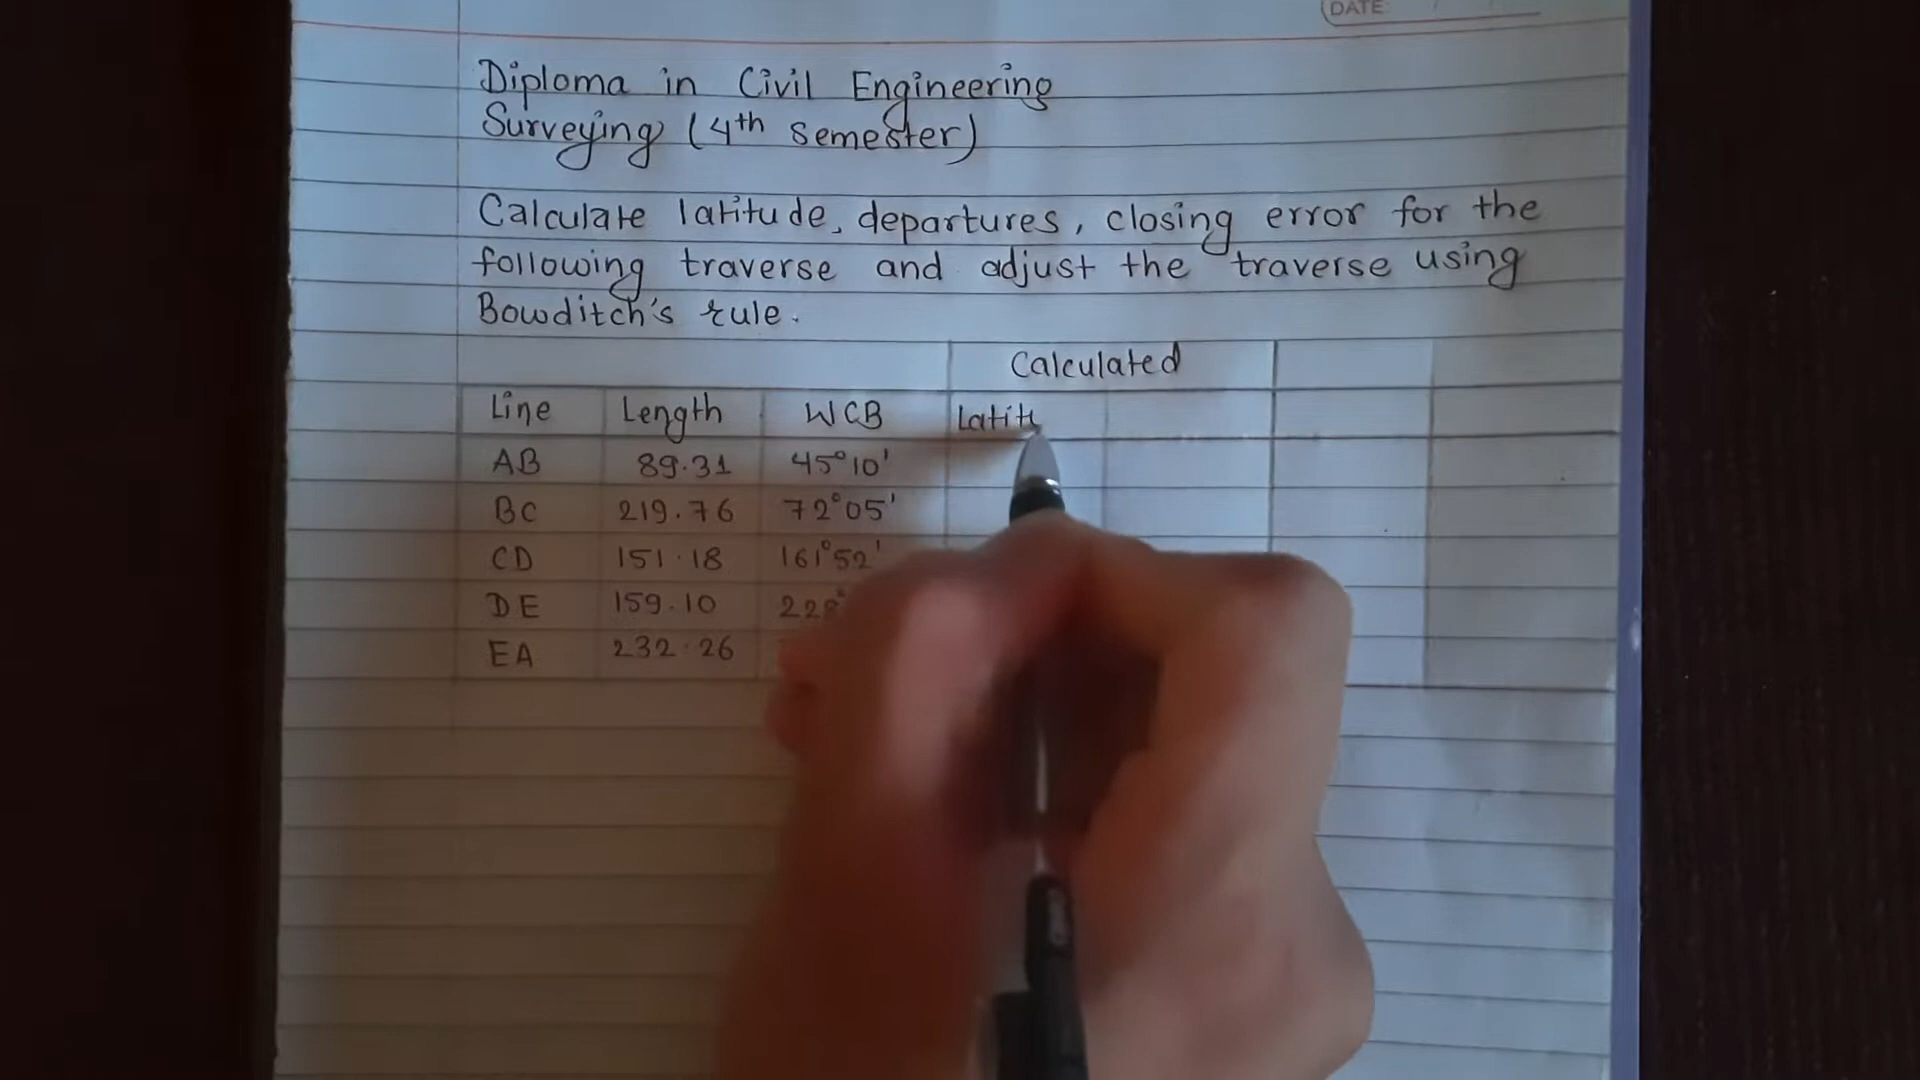 DATE:
Diploma in Civil Engineering
Surveying (4th semester)
Calculate latitude, departures, closing error for the
following traverse and adjust the traverse using
Bowditch's rule.
Calculated
Line Length WCB
AB 89.31 45°10'
BC 219.76 72°05'
CD 151.18 161°52'
DE 159.10
EA 232.26